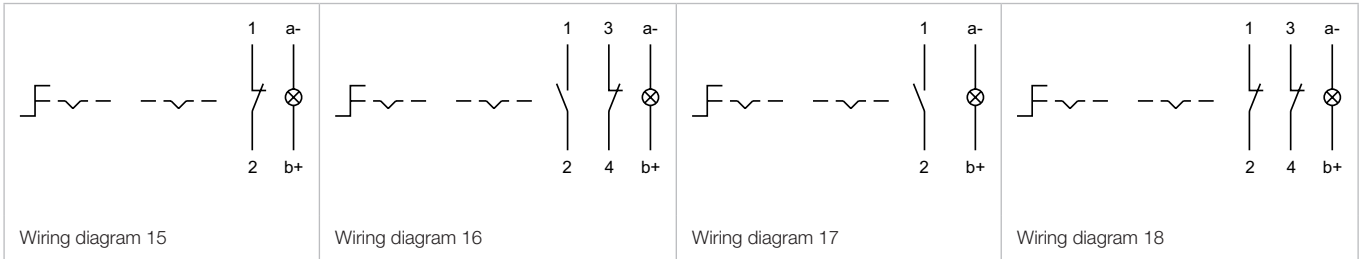 1 a-
2 b+
Wiring diagram 15
1 3 a-
2 4 b+
Wiring diagram 16
1 a-
2 b+
Wiring diagram 17
1 3 a-
2 4 b+
Wiring diagram 18